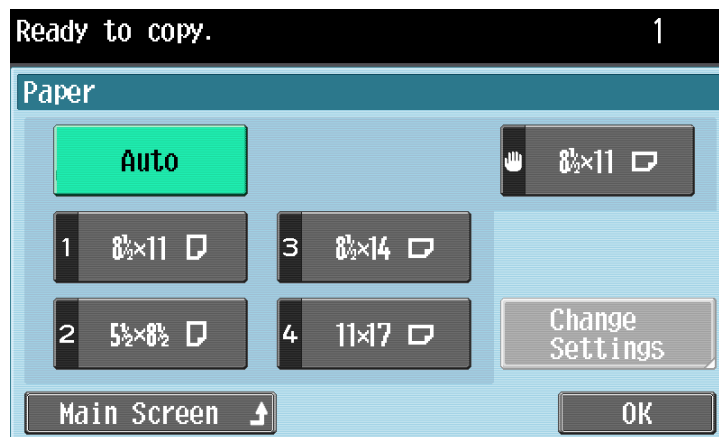 Ready to copy. 1
Paper
Auto 8½×11
1 8½×11 3 8½×14
2 5½×8½ 4 11×17
Change
Settings
Main Screen OK